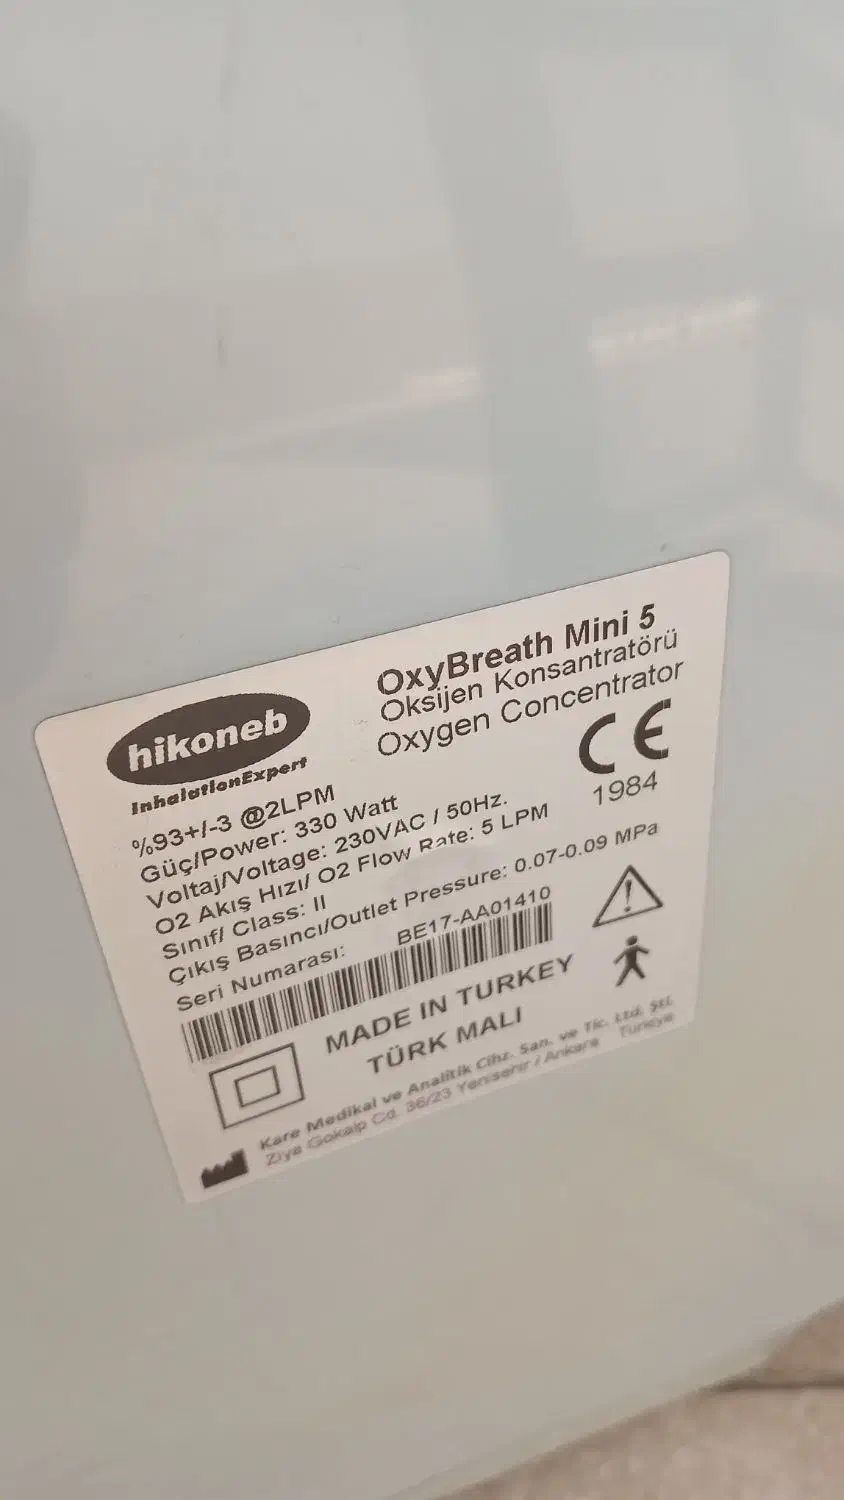 hikoneb
InhalationExpert
OxyBreath Mini 5
Oksijen Konsantratörü
Oxygen Concentrator
CE
1984
%93+/-3 @2LPM
Güç/Power: 330 Watt
Voltaj/Voltage: 230VAC / 50Hz.
O2 Akış Hızı/ O2 Flow Rate: 5 LPM
Sınıf/ Class: II
Çıkış Basıncı/Outlet Pressure: 0.07-0.09 MPa
Seri Numarası: BE17-AA01410
MADE IN TURKEY
TÜRK MALI
Kare Medikal ve Analitik Cihz. San. ve Tic. Ltd. Şti.
Ziya Gokalp Cd. 36/23 Yenisehir / Ankara Türkiye